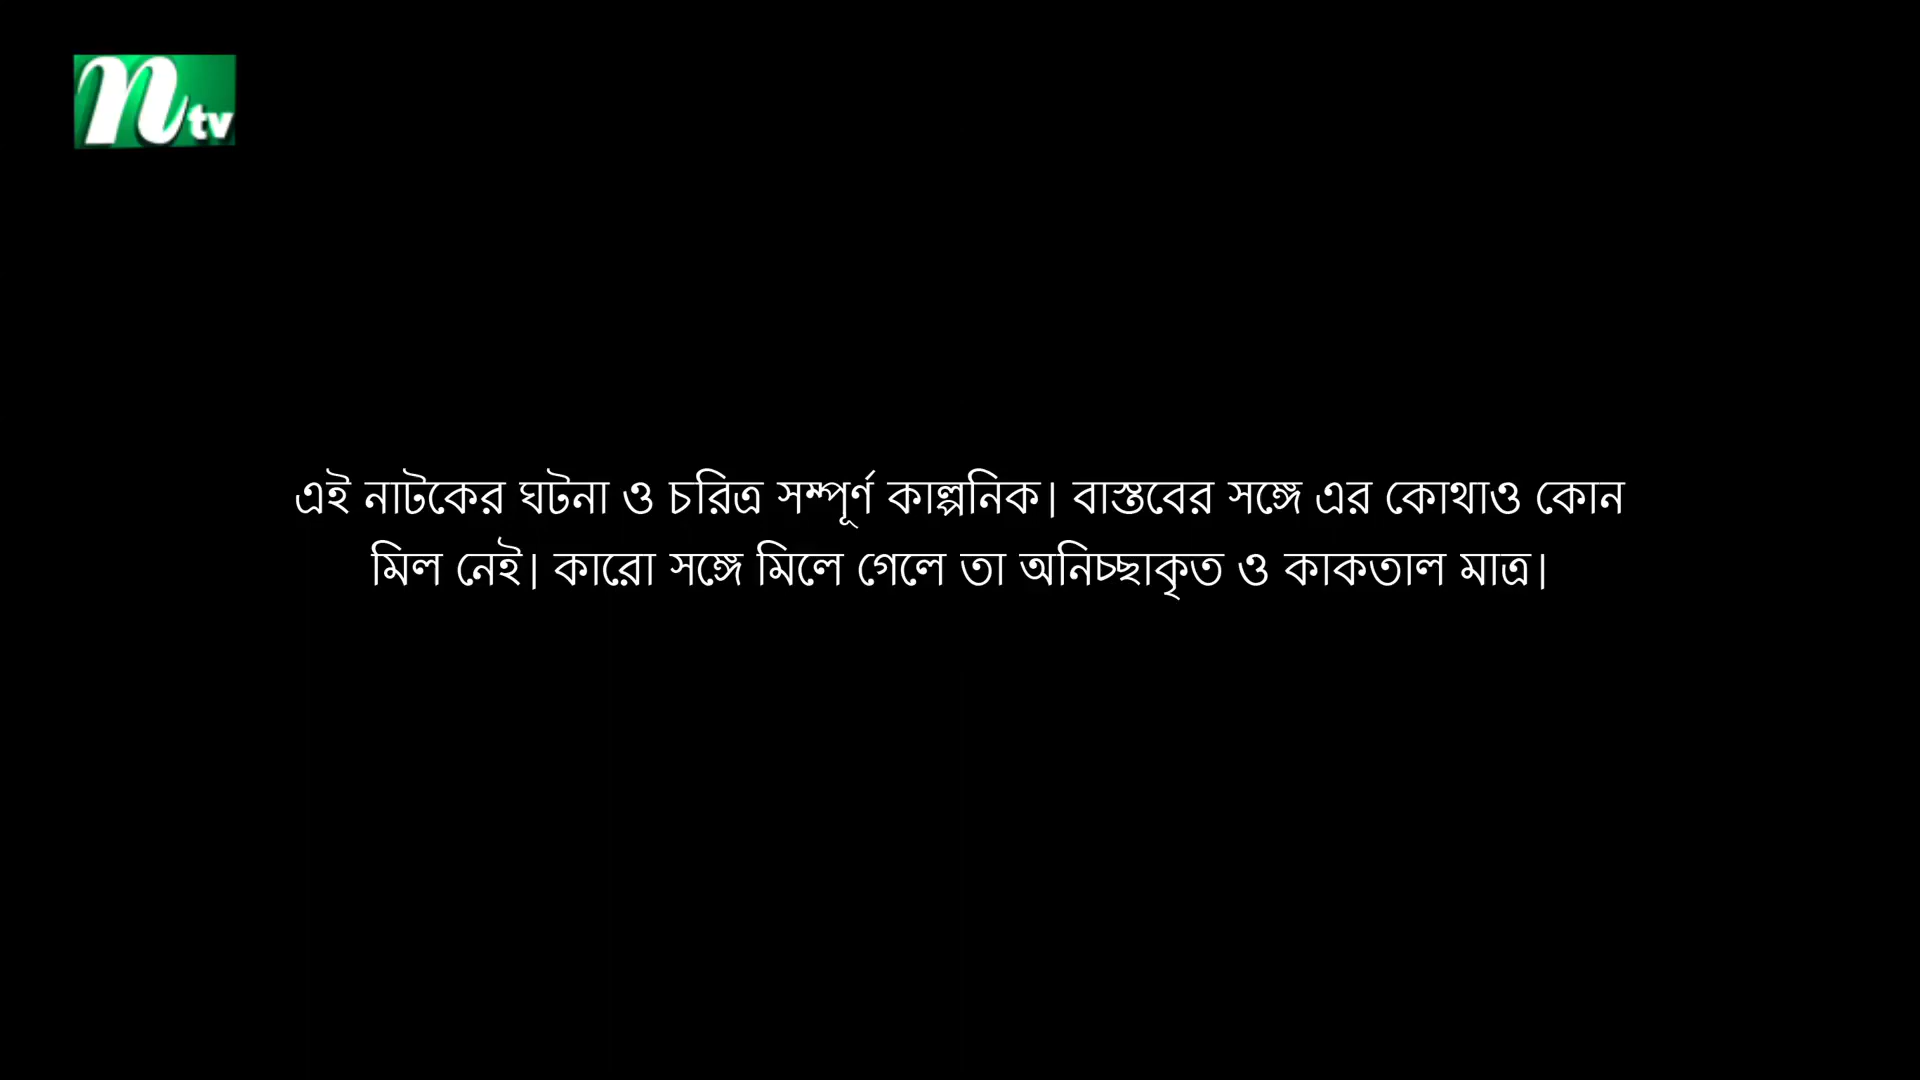 ntv
এই নাটকের ঘটনা ও চরিত্র সম্পূর্ণ কাল্পনিক। বাস্তবের সঙ্গে এর কোথাও কোন
মিল নেই। কারো সঙ্গে মিলে গেলে তা অনিচ্ছাকৃত ও কাকতাল মাত্র।